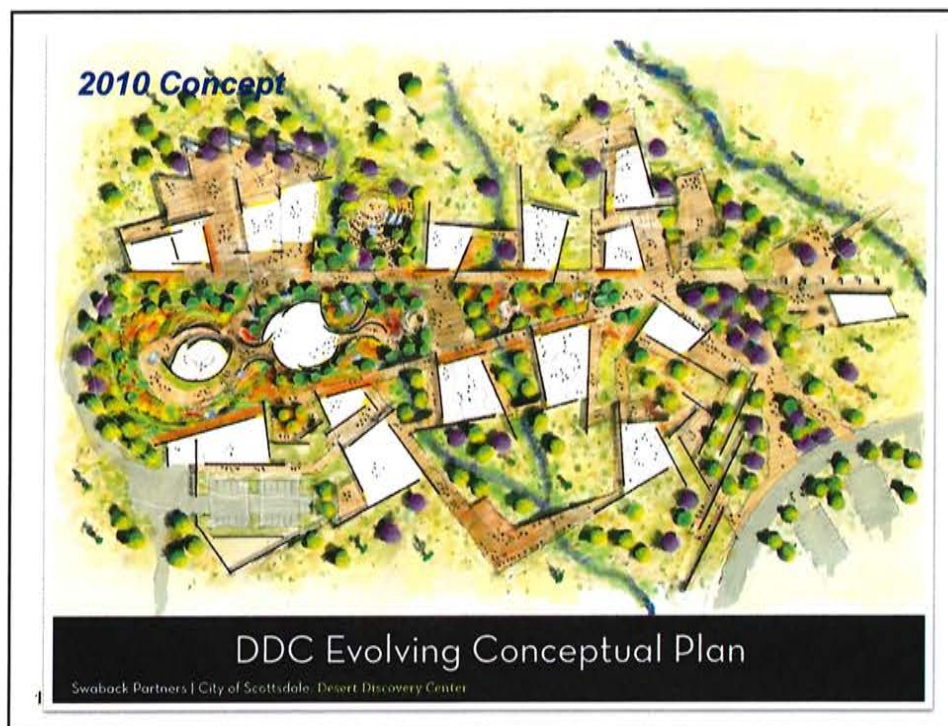 2010 Concept
DDC Evolving Conceptual Plan
Swaback Partners | City of Scottsdale. Desert Discovery Center